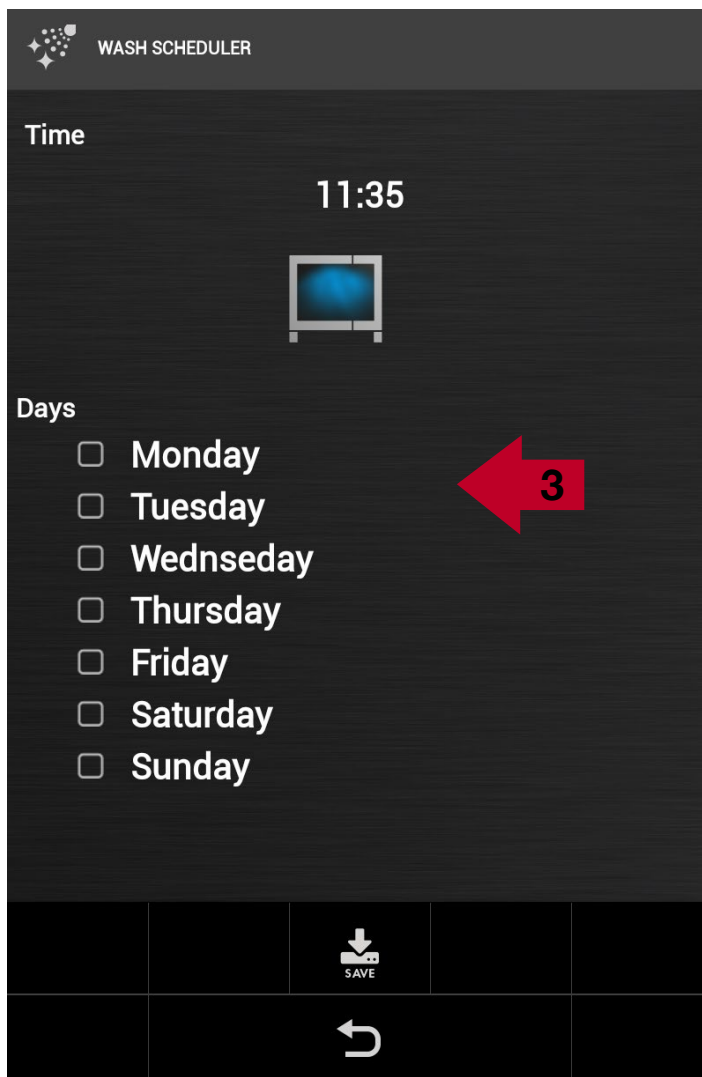 WASH SCHEDULER
Time
11:35
Days
Monday
3
Tuesday
Wednseday
Thursday
Friday
Saturday
Sunday
SAVE